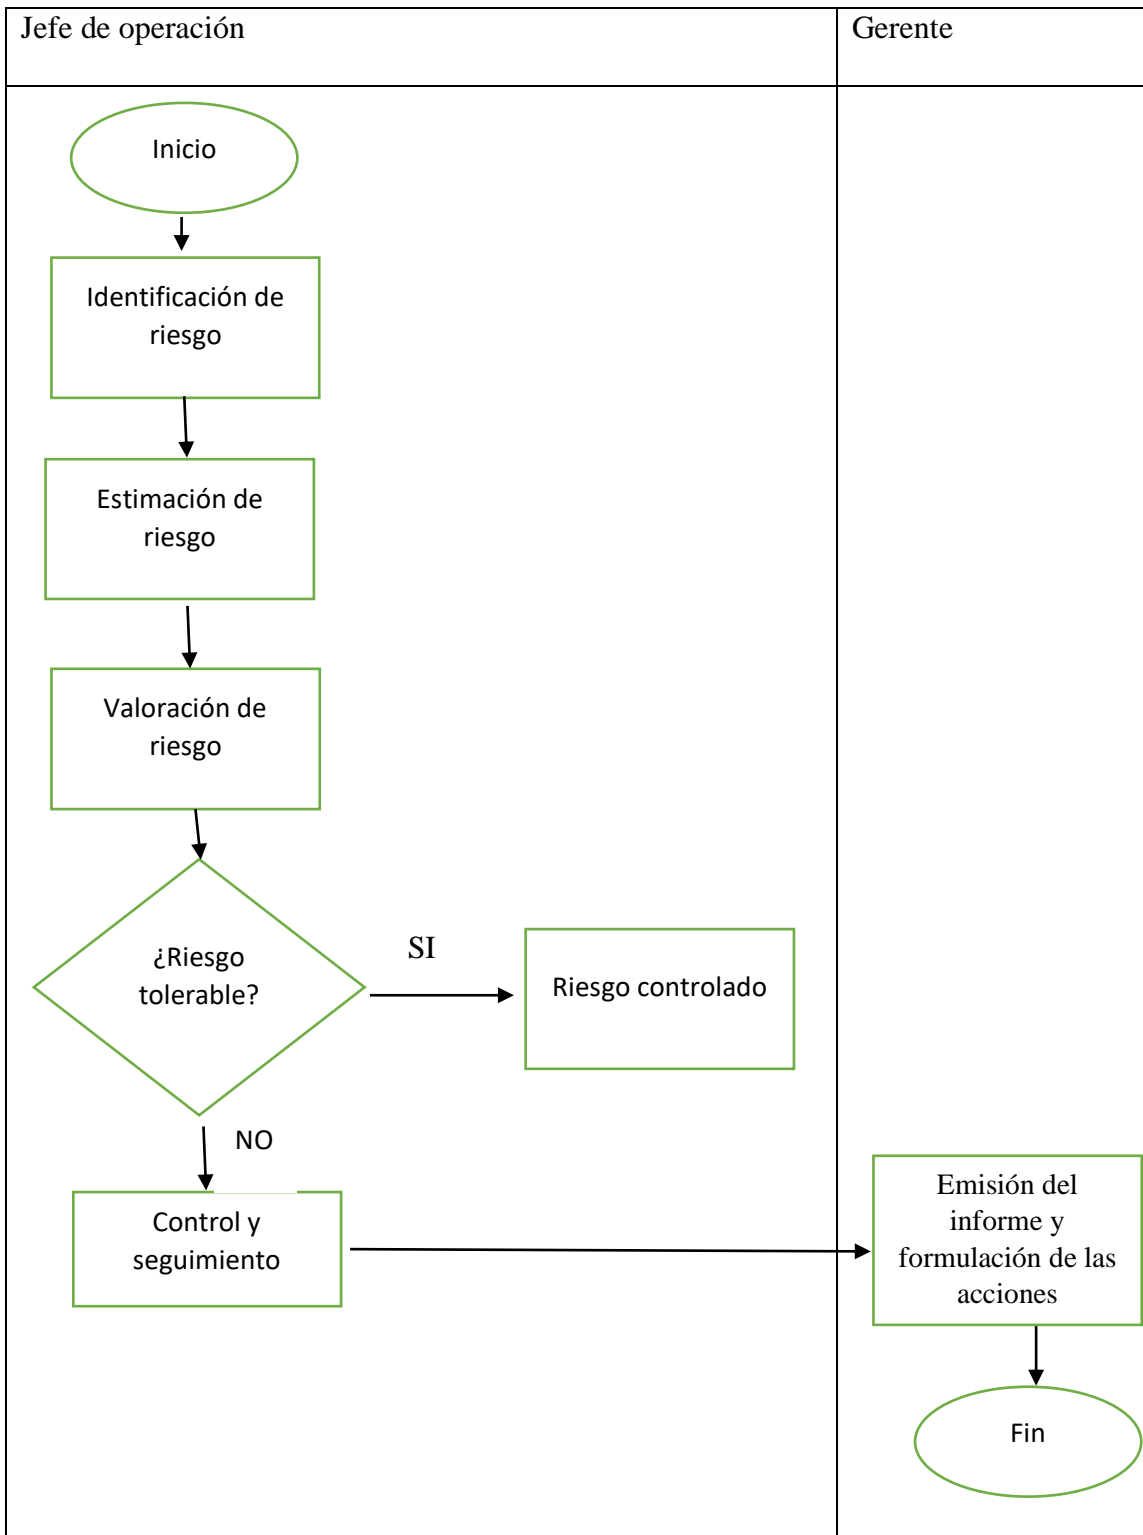 Jefe de operación
Gerente
Inicio
Identificación de
riesgo
Estimación de
riesgo
Valoración de
riesgo
¿Riesgo
tolerable?
SI
Riesgo controlado
NO
Control y
seguimiento
Emisión del
informe y
formulación de las
acciones
Fin